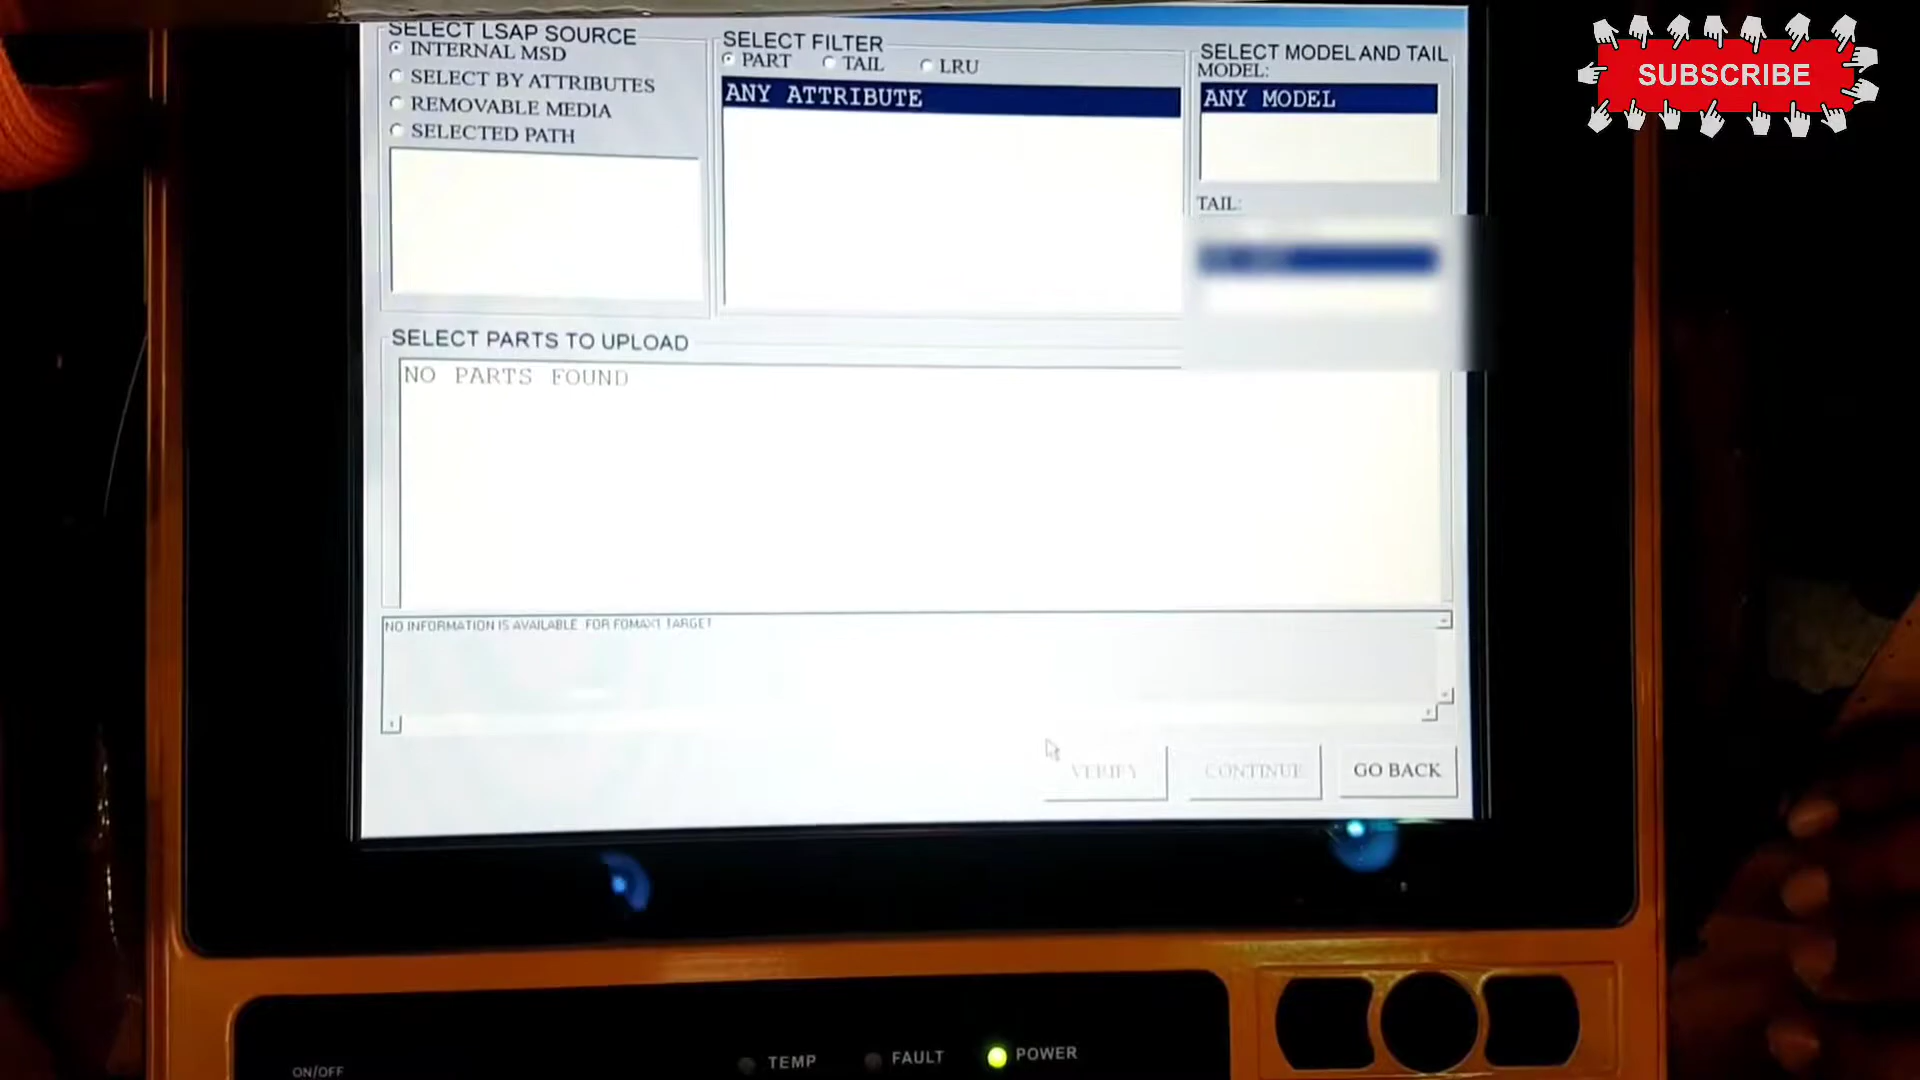 SELECT LSAP SOURCE
INTERNAL MSD
SELECT BY ATTRIBUTES
REMOVABLE MEDIA
SELECTED PATH
SELECT FILTER
PART TAIL LRU
ANY ATTRIBUTE
SELECT MODEL AND TAIL
MODEL:
ANY MODEL
TAIL:
SUBSCRIBE
SELECT PARTS TO UPLOAD
NO PARTS FOUND
NO INFORMATION IS AVAILABLE FOR FOMAX1 TARGET
VERIFY CONTINUE GO BACK
ON/OFF TEMP FAULT POWER